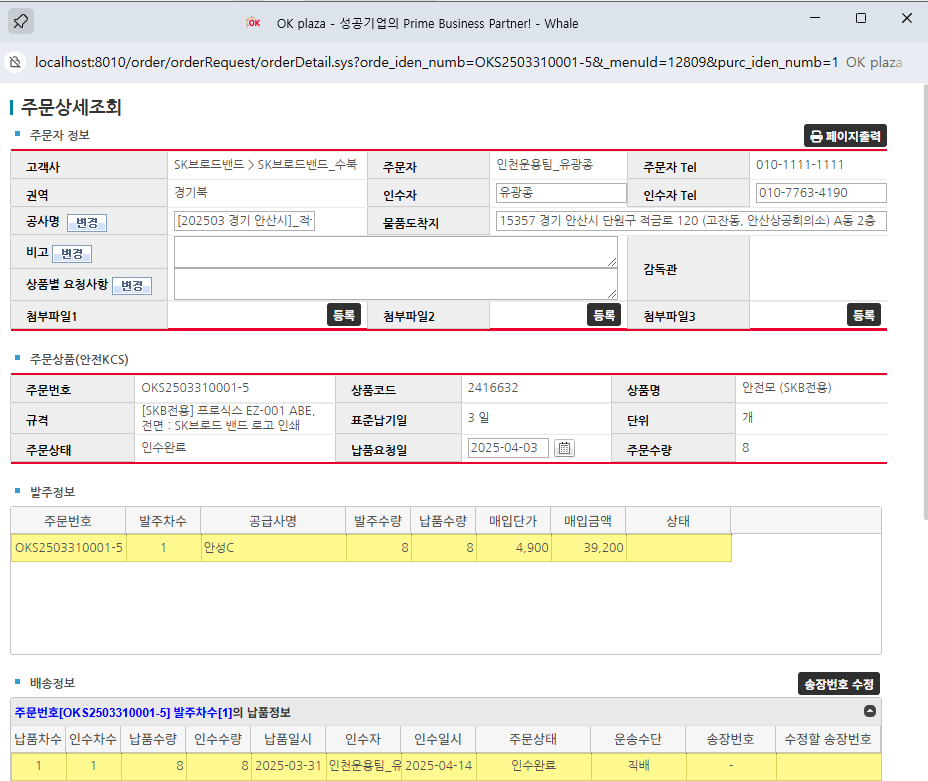 OK plaza - 성공기업의 Prime Business Partner! - Whale
localhost:8010/order/orderRequest/orderDetail.sys?orde_iden_numb=OKS2503310001-5&t_menuId=12809&purc_iden_numb=1 OK plaza
주문상세조회
주문자 정보 페이지출력
고객사 SK브로드밴드 > SK브로드밴드_수북 주문자 인천운용팀_유광종 주문자 Tel 010-1111-1111
권역 경기북 인수자 유광종 인수자 Tel 010-7763-4190
공사명 변경 [202503 경기 안산시]_적 물품도착지 15357 경기 안산시 단원구 적금로 120 (고잔동, 안산상공회의소) A동 2층
비고 변경 감독관
상품별 요청사항 변경
첨부파일1 등록 첨부파일2 등록 첨부파일3 등록
주문상품(안전KCS)
주문번호 OKS2503310001-5 상품코드 2416632 상품명 안전모 (SKB전용)
규격 [SKB전용] 프로식스 EZ-001 ABE, 전면 : SK브로드 밴드 로고 인쇄 표준납기일 3 일 단위 개
주문상태 인수완료 납품요청일 2025-04-03 주문수량 8
발주정보
주문번호 발주차수 공급사명 발주수량 납품수량 매입단가 매입금액 상태
OKS2503310001-5 1 안성C 8 8 4,900 39,200
배송정보 송장번호 수정
주문번호[OKS2503310001-5] 발주차수[1]의 납품정보
납품차수 인수차수 납품수량 인수수량 납품일시 인수자 인수일시 주문상태 운송수단 송장번호 수정할 송장번호
1 1 8 8 2025-03-31 인천운용팀_유 2025-04-14 인수완료 직배 -